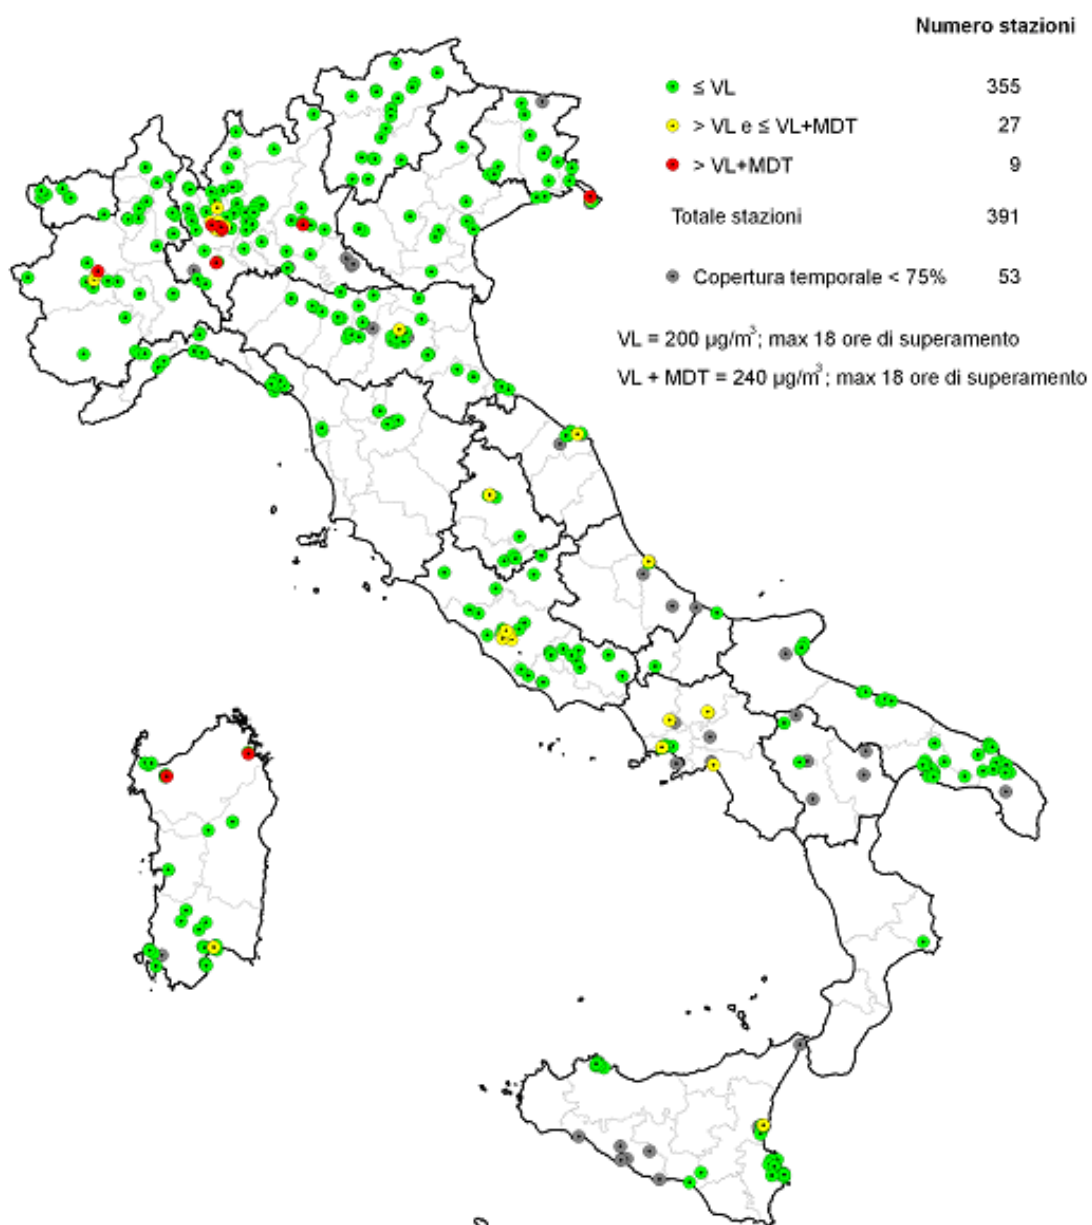 Numero stazioni
≤ VL 355
> VL e ≤ VL+MDT 27
> VL+MDT 9
Totale stazioni 391
Copertura temporale < 75% 53
VL = 200 µg/m³; max 18 ore di superamento
VL + MDT = 240 µg/m³; max 18 ore di superamento